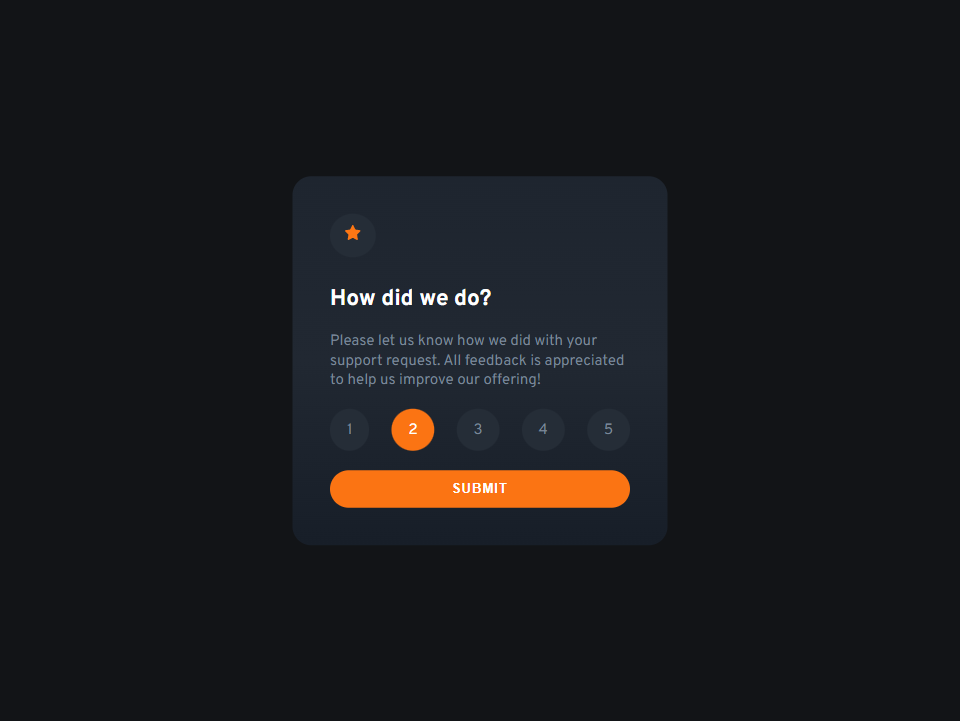 How did we do?
Please let us know how we did with your
support request. All feedback is appreciated
to help us improve our offering!
1 2 3 4 5
SUBMIT